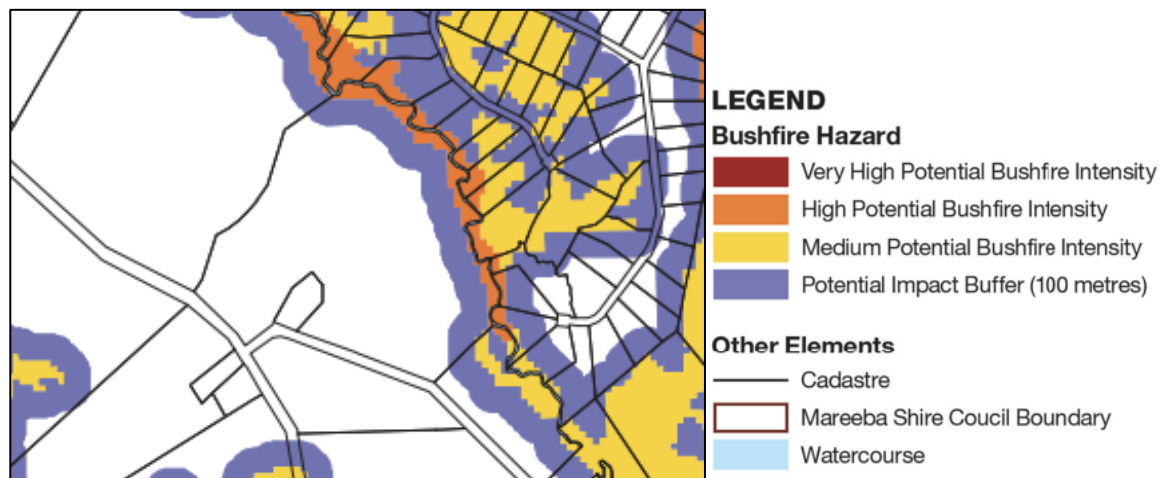 LEGEND
Bushfire Hazard
Very High Potential Bushfire Intensity
High Potential Bushfire Intensity
Medium Potential Bushfire Intensity
Potential Impact Buffer (100 metres)
Other Elements
Cadastre
Mareeba Shire Coucil Boundary
Watercourse